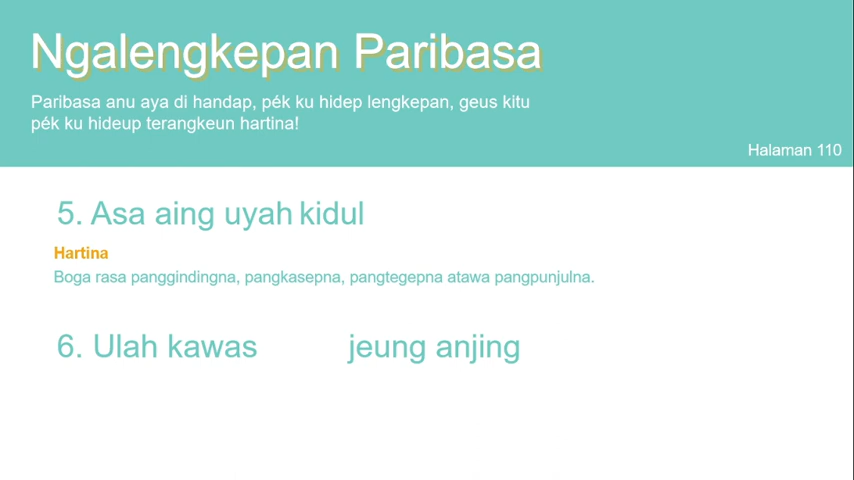 Ngalengkepan Paribasa
Paribasa anu aya di handap, pék ku hidep lengkepan, geus kitu
pék ku hideup terangkeun hartina!
Halaman 110
5. Asa aing uyah kidul
Hartina
Boga rasa panggindingna, pangkasepna, pangtegepna atawa pangpunjulna.
6. Ulah kawas jeung anjing